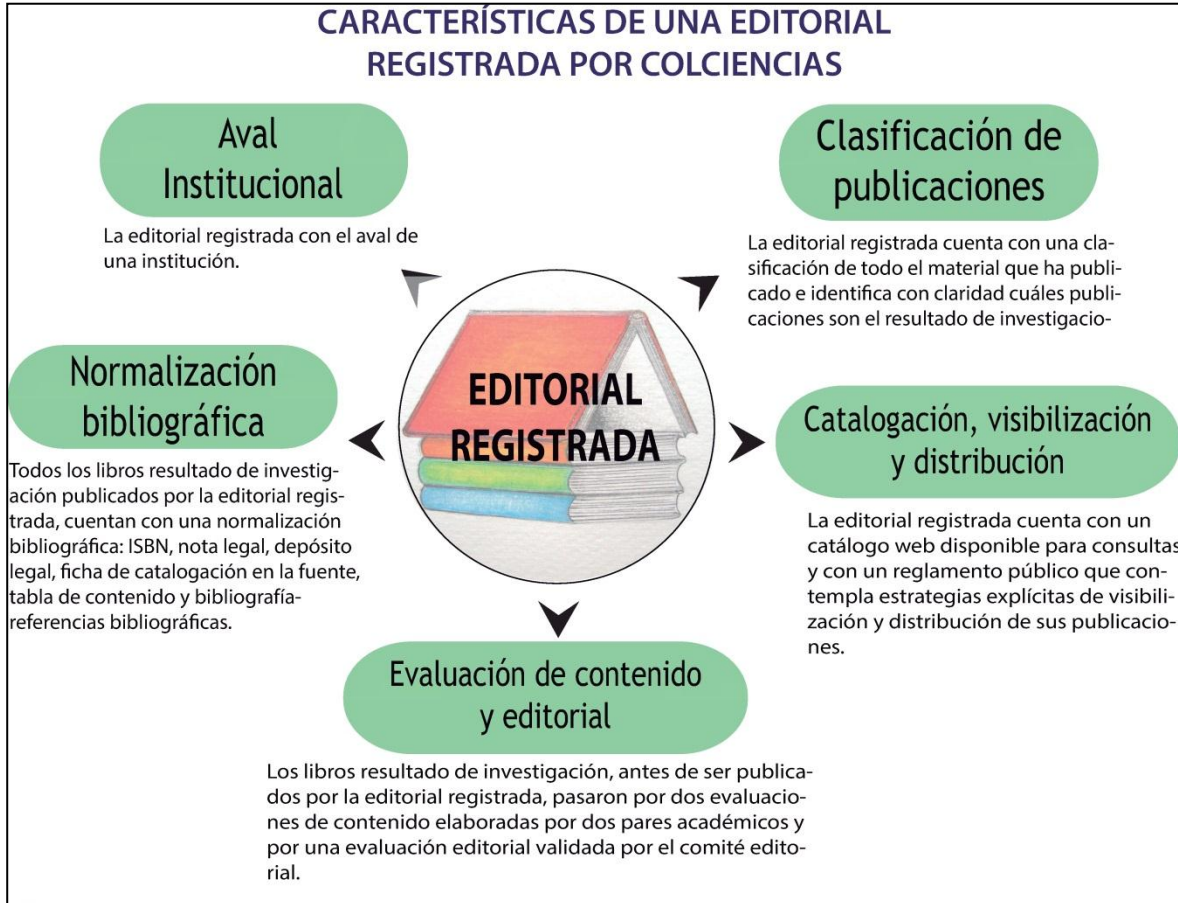 CARACTERÍSTICAS DE UNA EDITORIAL
REGISTRADA POR COLCIENCIAS
Aval
Institucional
La editorial registrada con el aval de
una institución.
Clasificación de
publicaciones
La editorial registrada cuenta con una cla-
sificación de todo el material que ha publi-
cado e identifica con claridad cuáles publi-
caciones son el resultado de investigacio-
Normalización
bibliográfica
Todos los libros resultado de investig-
ación publicados por la editorial regis-
trada, cuentan con una normalización
bibliográfica: ISBN, nota legal, depósito
legal, ficha de catalogación en la fuente,
tabla de contenido y bibliografía-
referencias bibliográficas.
EDITORIAL
REGISTRADA
Catalogación, visibilización
y distribución
La editorial registrada cuenta con un
catálogo web disponible para consultas
y con un reglamento público que con-
templa estrategias explícitas de visibili-
zación y distribución de sus publicacio-
nes.
Evaluación de contenido
y editorial
Los libros resultado de investigación, antes de ser publica-
dos por la editorial registrada, pasaron por dos evaluacio-
nes de contenido elaboradas por dos pares académicos y
por una evaluación editorial validada por el comité edito-
rial.